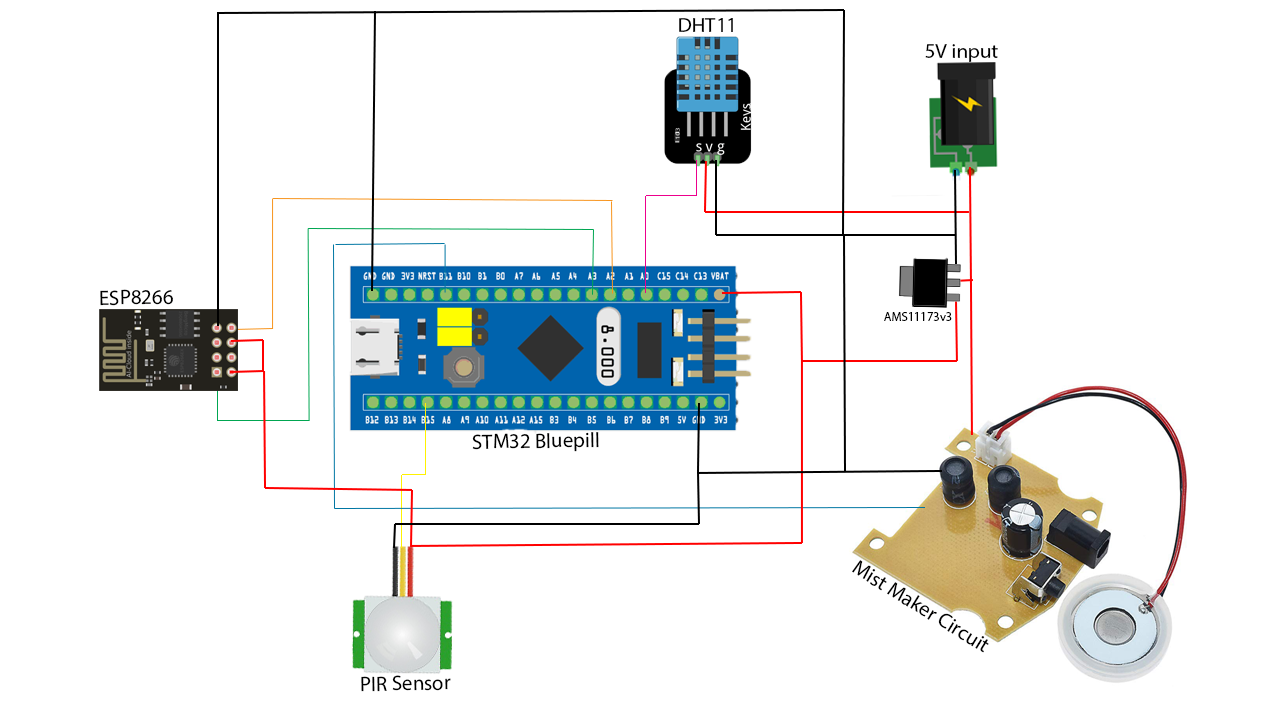 DHT11
5V input
Keys
s v g
GND GND 3V3 NRST B11 B10 B1 B0 A7 A6 A5 A4 A3 A2 A1 A0 C15 C14 C13 VBAT
ESP8266
AI-Cloud inside
AMS11173v3
B12 B13 B14 B15 A8 A9 A10 A11 A12 A15 B3 B4 B5 B6 B7 B8 B9 5V GND 3V3
STM32 Bluepill
Mist Maker Circuit
PIR Sensor